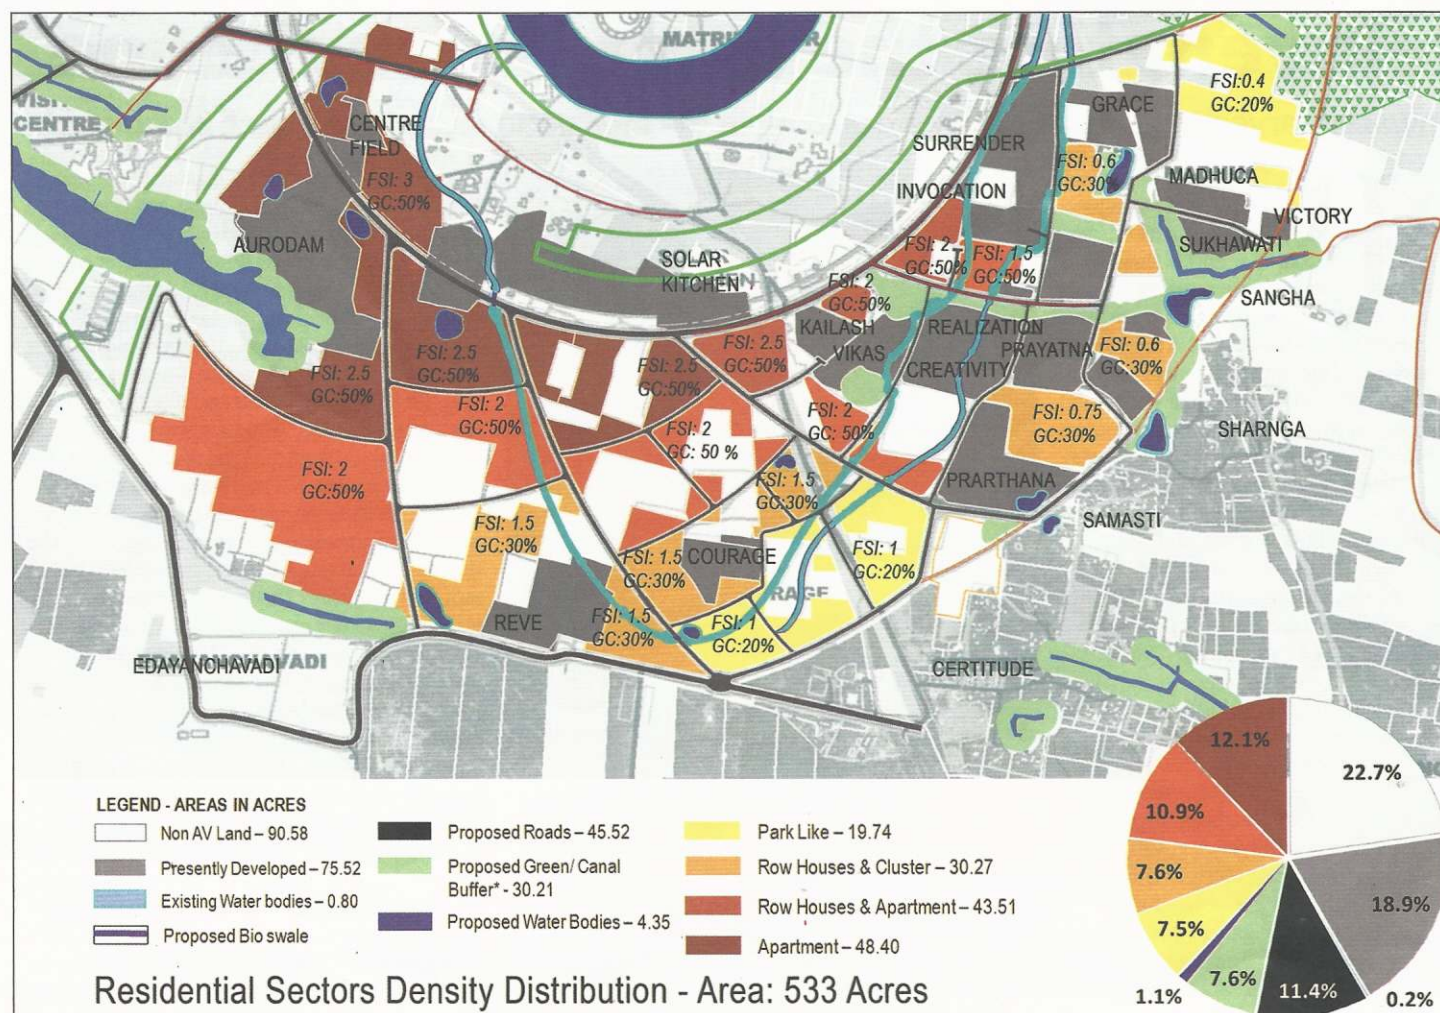 MATRI
VISI
CENTRE
CENTRE
FIELD
FSI: 3
GC:50%
AURODAM
SOLAR
KITCHEN
SURRENDER
INVOCATION
GRACE
FSI:0.4
GC:20%
FSI: 0.6
GC:30%
MADHUCA
VICTORY
SUKHAWATI
SANGHA
FSI: 2
GC:50%
FSI: 1.5
GC:50%
FSI: 2
GC:50%
KAILASH
VIKAS
REALIZATION
PRAYATNA
CREATIVITY
FSI: 0.6
GC:30%
FSI: 2.5
GC:50%
FSI: 2.5
GC:50%
FSI: 2.5
GC:50%
FSI: 2.5
GC:50%
FSI: 2
GC:50%
FSI: 2
GC: 50 %
FSI: 2
GC: 50%
FSI: 0.75
GC:30%
SHARNGA
FSI: 2
GC:50%
FSI: 1.5
GC:30%
PRARTHANA
SAMASTI
FSI: 1.5
GC:30%
FSI: 1.5
GC:30%
COURAGE
FSI: 1
GC:20%
RAGE
REVE
FSI: 1.5
GC:30%
FSI: 1
GC:20%
EDAYANCHAVADI
EDAYANCHAVADI
CERTITUDE
LEGEND - AREAS IN ACRES
Non AV Land – 90.58
Presently Developed – 75.52
Existing Water bodies – 0.80
Proposed Bio swale
Proposed Roads – 45.52
Proposed Green/ Canal
Buffer* - 30.21
Proposed Water Bodies – 4.35
Park Like – 19.74
Row Houses & Cluster – 30.27
Row Houses & Apartment – 43.51
Apartment – 48.40
12.1%
22.7%
10.9%
7.6%
18.9%
7.5%
7.6%
11.4%
1.1%
0.2%
Residential Sectors Density Distribution - Area: 533 Acres